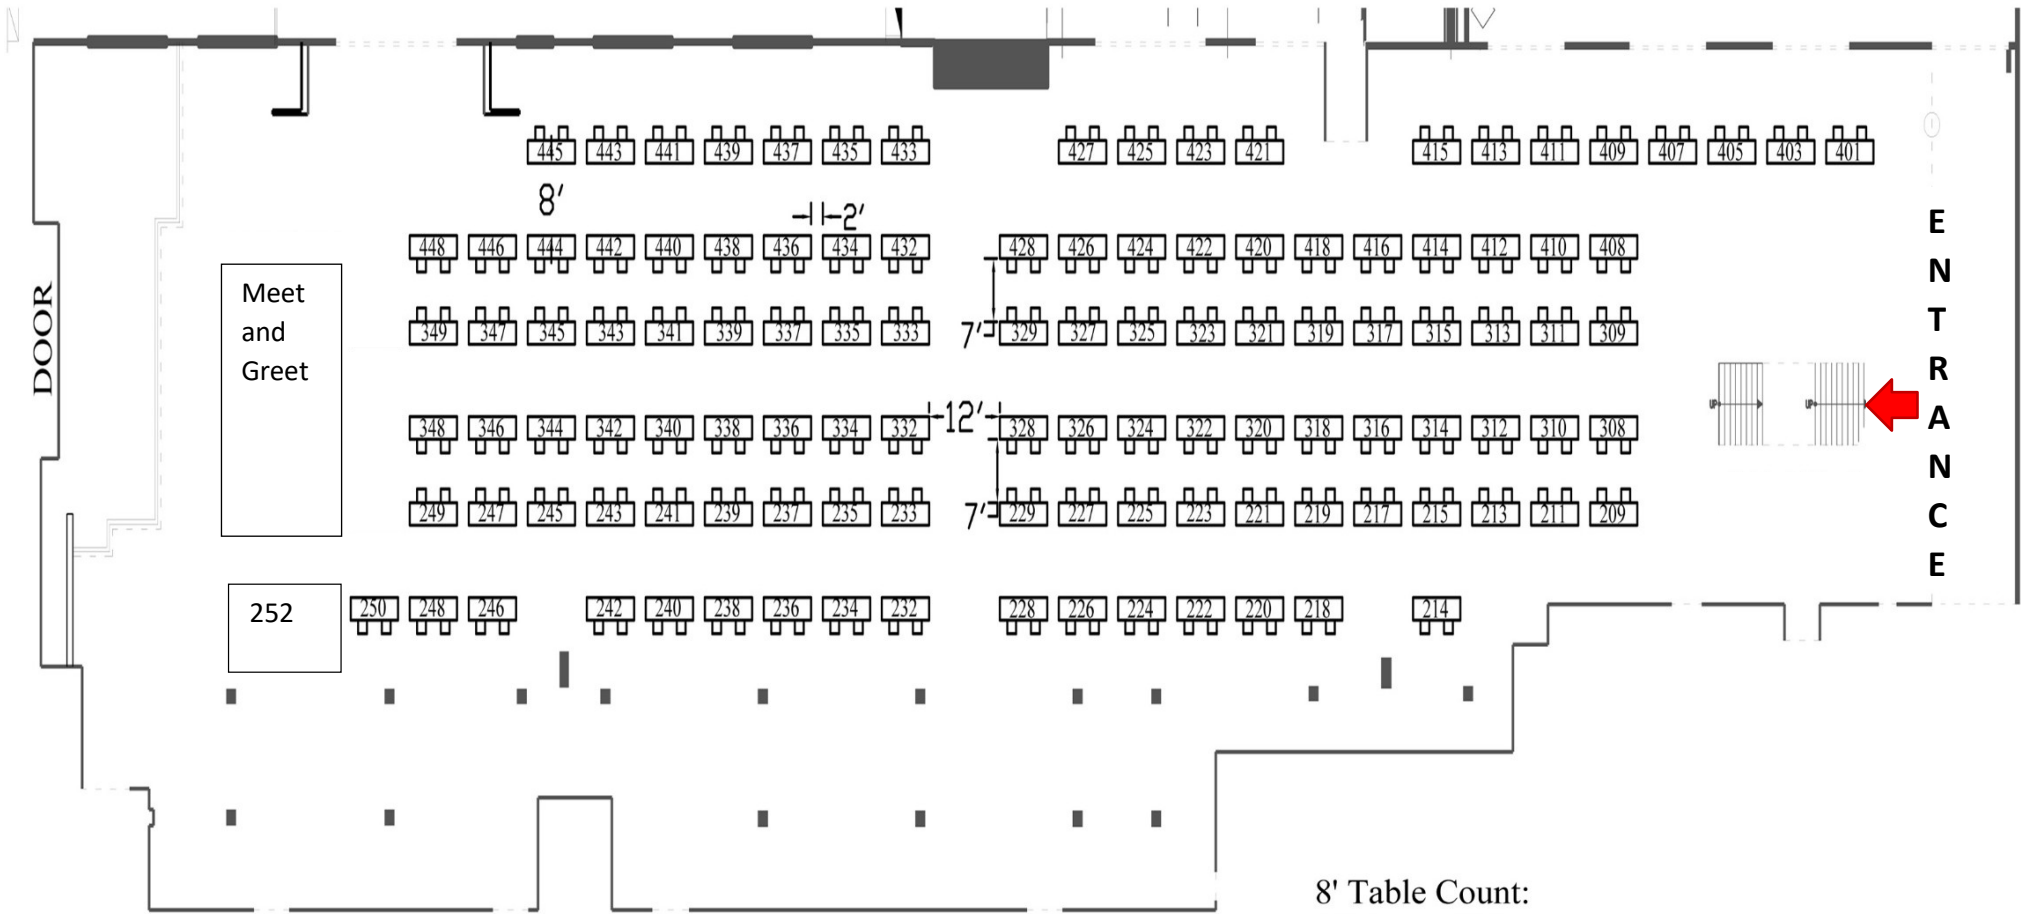 445 443 441 439 437 435 433 427 425 423 421 415 413 411 409 407 405 403 401
8'
2'
448 446 444 442 440 438 436 434 432 428 426 424 422 420 418 416 414 412 410 408
Meet
and
Greet
DOOR
ENTRANCE
349 347 345 343 341 339 337 335 333 7' 329 327 325 323 321 319 317 315 313 311 309
UP UP
12'
348 346 344 342 340 338 336 334 332 328 326 324 322 320 318 316 314 312 310 308
249 247 245 243 241 239 237 235 233 7' 229 227 225 223 221 219 217 215 213 211 209
252 250 248 246 242 240 238 236 234 232 228 226 224 222 220 218 214
8' Table Count: